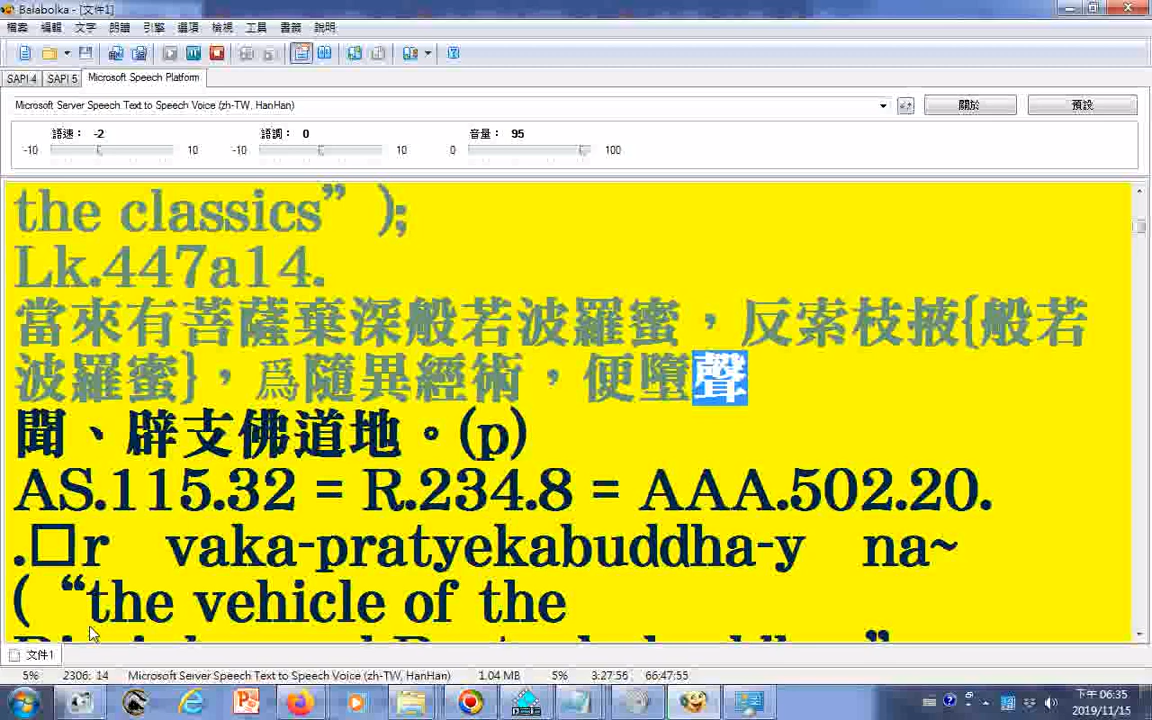 Balabolka - [文件1]
檔案 編輯 文字 朗讀 引擎 選項 檢視 工具 書籤 說明
SAPI 4 SAPI 5 Microsoft Speech Platform
Microsoft Server Speech Text to Speech Voice (zh-TW, HanHan) 關於 預設
語速： -2 語調： 0 音量： 95
-10 10 -10 10 0 100
the classics”);
Lk.447a14.
當來有菩薩棄深般若波羅蜜，反索枝掖{般若
波羅蜜}，爲隨異經術，便墮聲
聞、辟支佛道地。(p)
AS.115.32 = R.234.8 = AAA.502.20.
.□r vaka-pratyekabuddha-y na~
( “the vehicle of the
文件1
5% 2306: 14 Microsoft Server Speech Text to Speech Voice (zh-TW, HanHan) 1.04 MB 5% 3:27:56 66:47:55
下午 06:35
2019/11/15